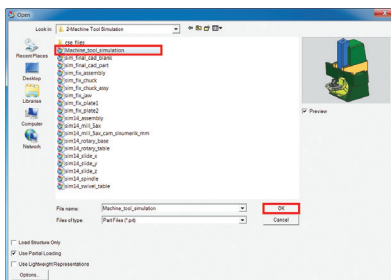 Open
Look in: 2-Machine Tool Simulation
Recent Places
Desktop
Libraries
Computer
Network
cse_files
Machine_tool_simulation
sim_final_cad_blank
sim_final_cad_part
sim_fix_assembly
sim_fix_chuck
sim_fix_chuck_assy
sim_fix_jaw
sim_fix_plate1
sim_fix_plate2
sim14_assembly
sim14_mill_5ax
sim14_mill_5ax_cam_sinumerik_mm
sim14_rotary_base
sim14_rotary_table
sim14_slide_x
sim14_slide_y
sim14_slide_z
sim14_spindle
sim14_swivel_table
Preview
File name: Machine_tool_simulation OK
Files of type: Part Files (*.prt) Cancel
Load Structure Only
Use Partial Loading
Use Lightweight Representations
Options...